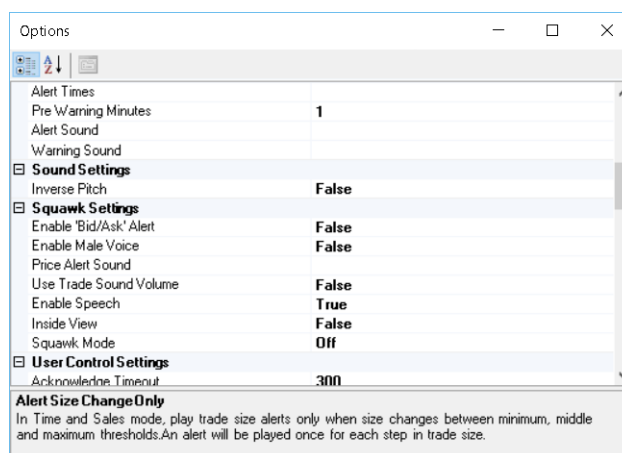 Options
Alert Times
Pre Warning Minutes 1
Alert Sound
Warning Sound
Sound Settings
Inverse Pitch False
Squawk Settings
Enable 'Bid/Ask' Alert False
Enable Male Voice False
Price Alert Sound
Use Trade Sound Volume False
Enable Speech True
Inside View False
Squawk Mode Off
User Control Settings
Acknowledge Timeout 300
Alert Size Change Only
In Time and Sales mode, play trade size alerts only when size changes between minimum, middle
and maximum thresholds.An alert will be played once for each step in trade size.